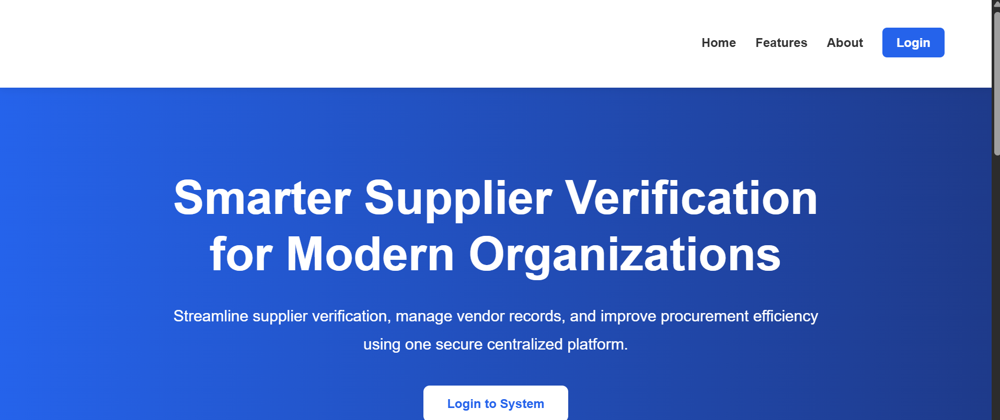 Home Features About Login
Smarter Supplier Verification
for Modern Organizations
Streamline supplier verification, manage vendor records, and improve procurement efficiency
using one secure centralized platform.
Login to System